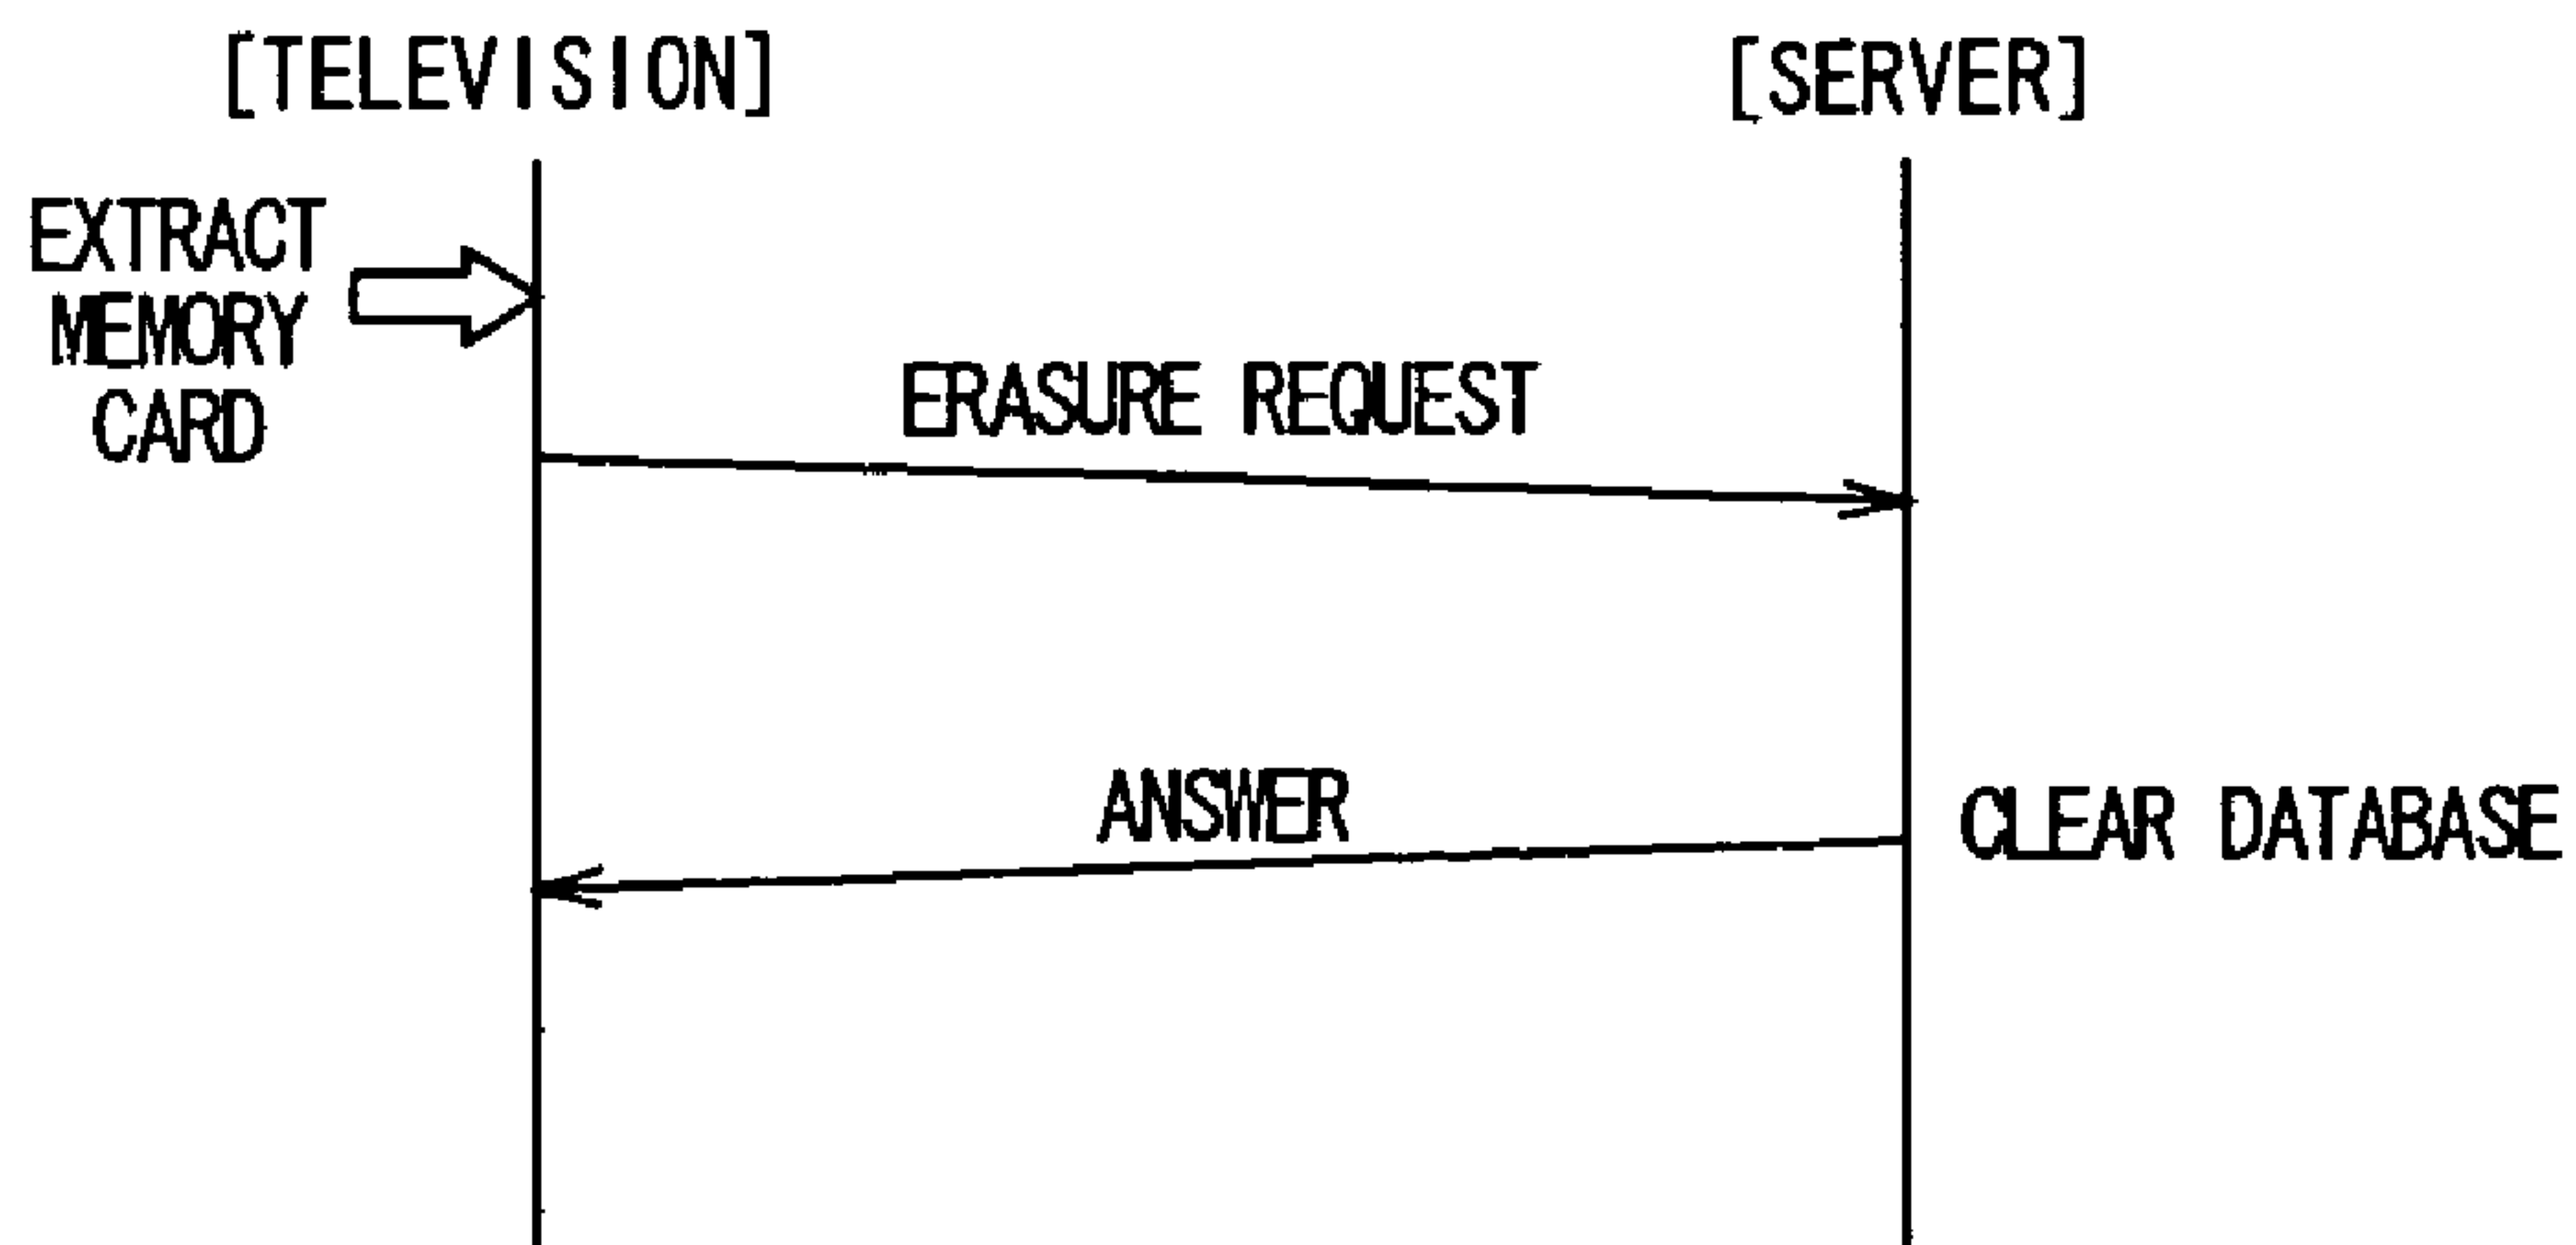 [TELEVISION]
[SERVER]
EXTRACT
MEMORY
CARD
ERASURE REQUEST
ANSWER
CLEAR DATABASE